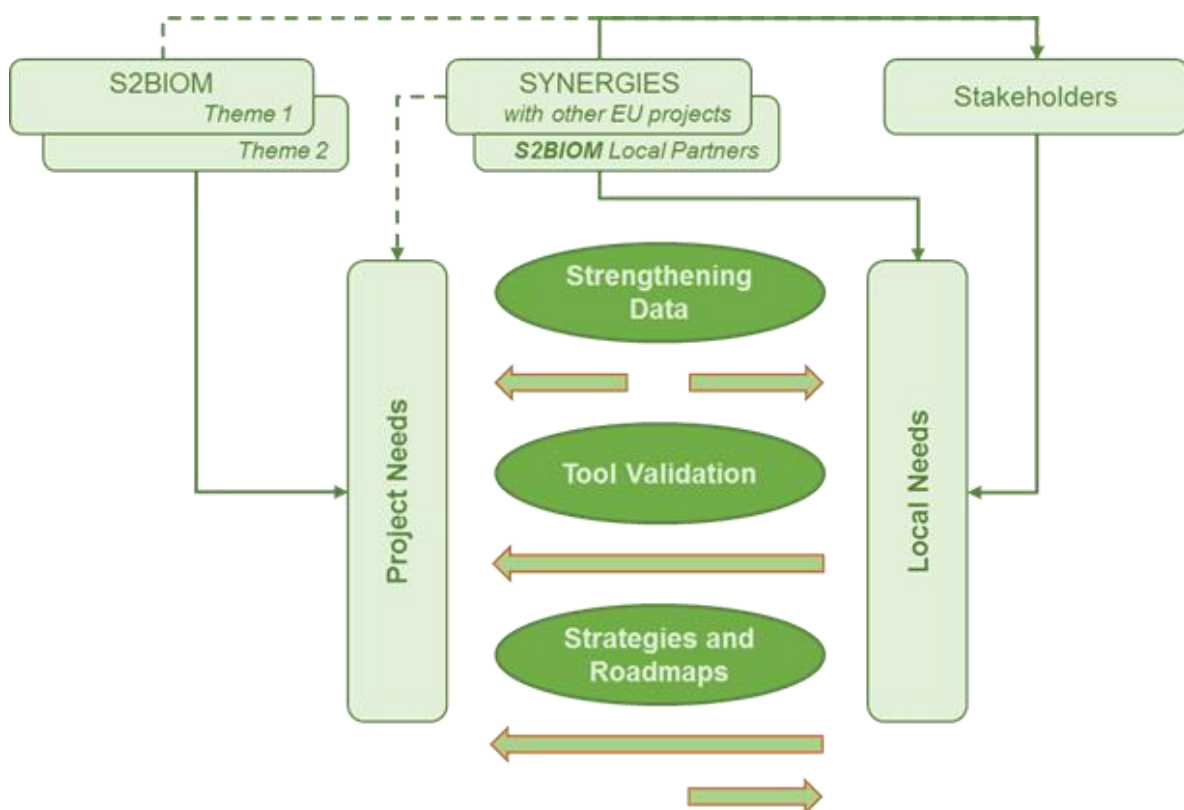 S2BIOM
Theme 1
Theme 2
SYNERGIES
with other EU projects
S2BIOM Local Partners
Stakeholders
Project Needs
Strengthening
Data
Tool Validation
Strategies and
Roadmaps
Local Needs